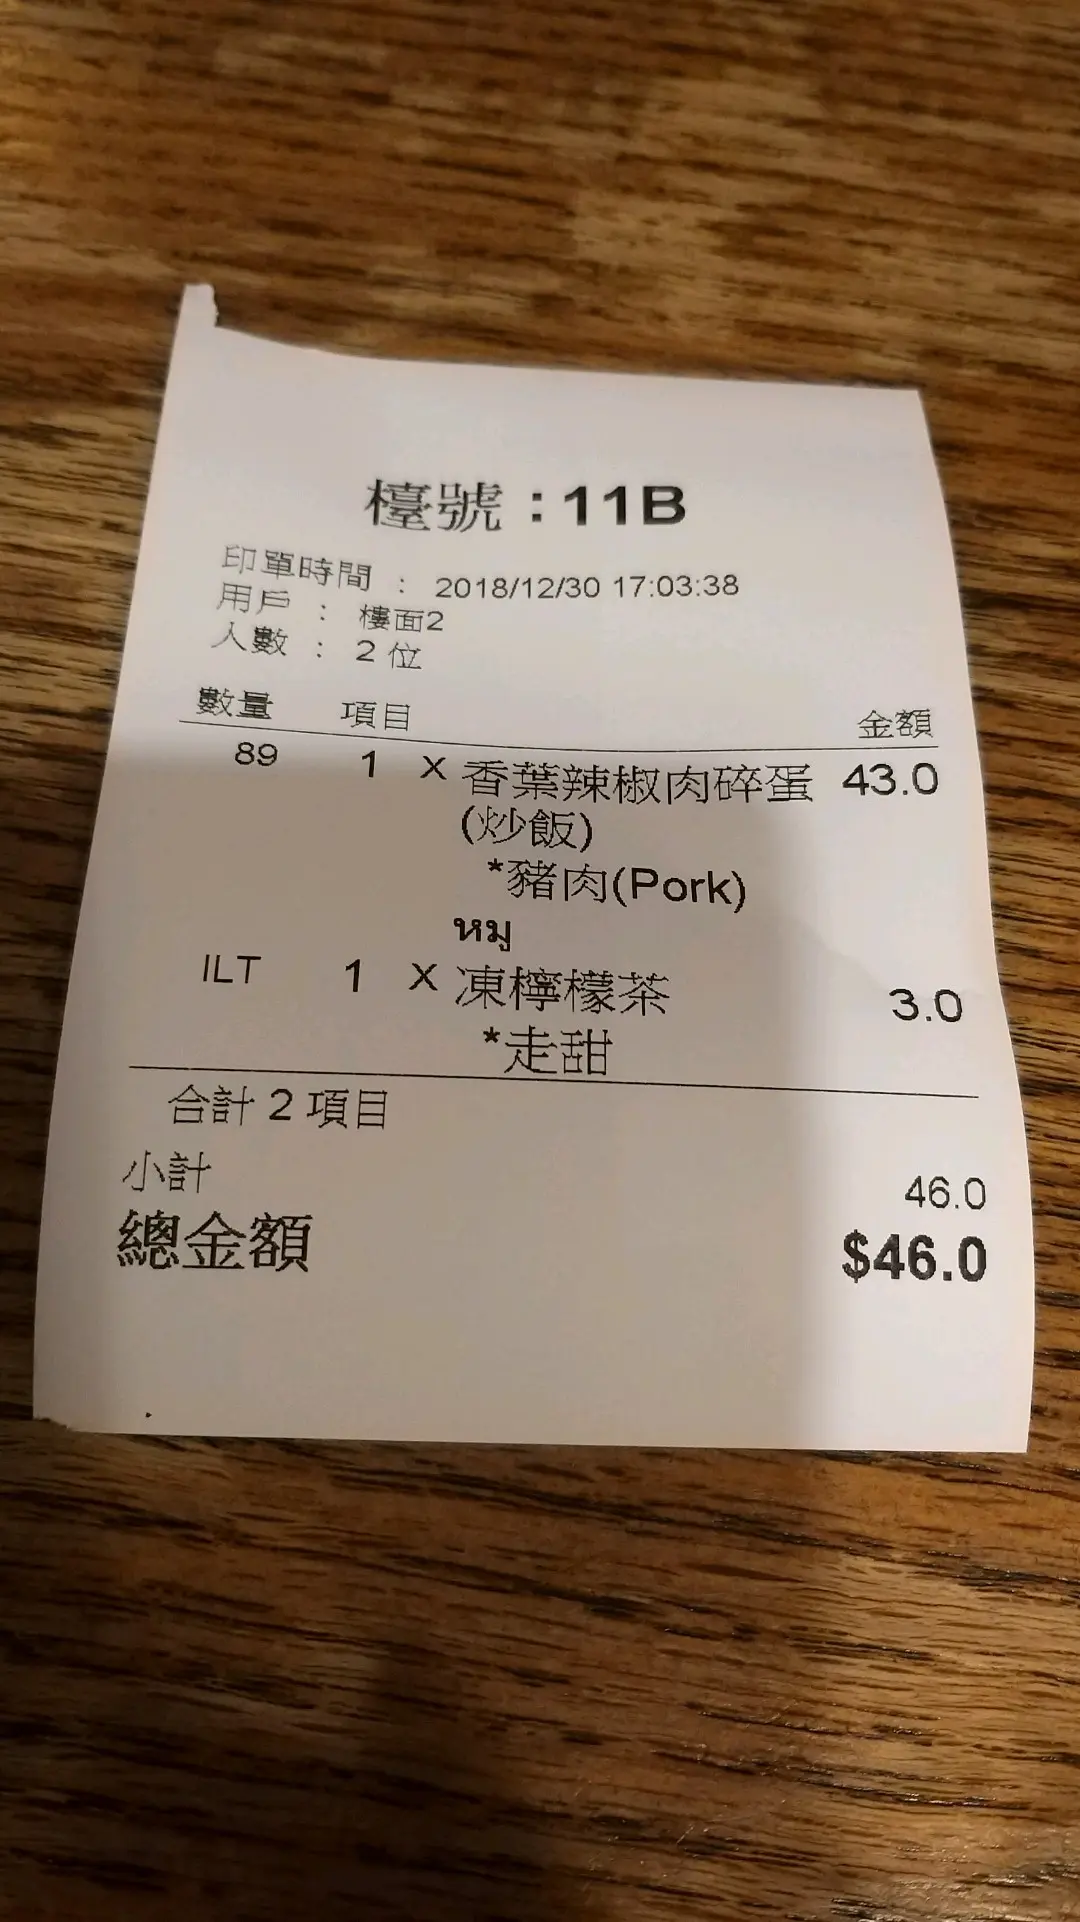 檯號 : 11B
印單時間 : 2018/12/30 17:03:38
用戶 : 樓面2
人數 : 2 位
數量 項目 金額
89 1 X 香葉辣椒肉碎蛋 43.0
(炒飯)
*豬肉(Pork)
หมู
ILT 1 X 凍檸檬茶 3.0
*走甜
合計 2 項目
小計 46.0
總金額 $46.0